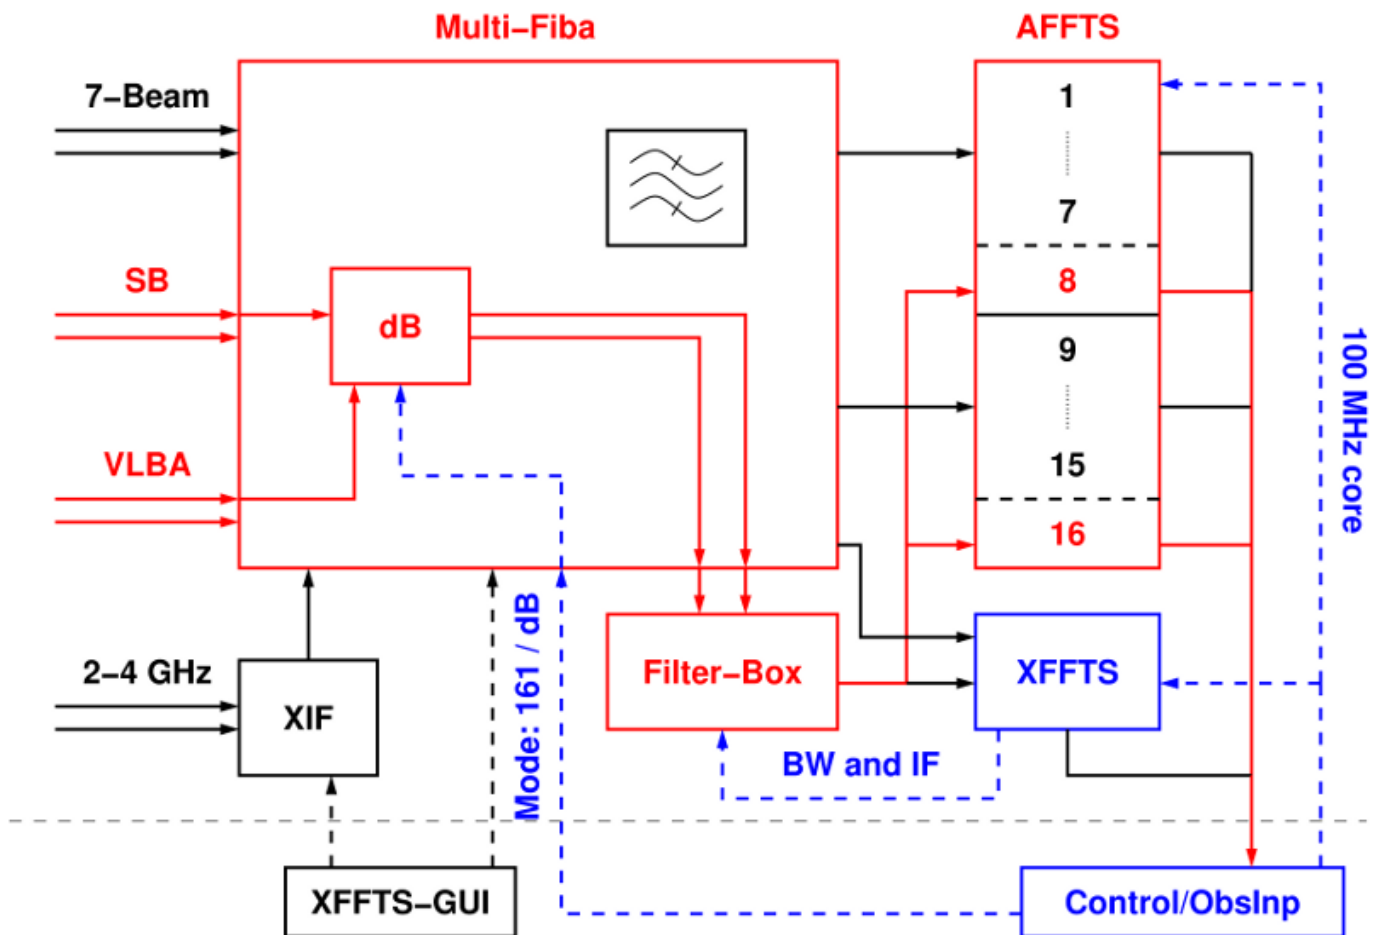 Multi–Fiba
AFFTS
7–Beam
1
7
SB
8
dB
9
100 MHz core
VLBA
15
16
Mode: 161 / dB
2–4 GHz
XIF
Filter–Box
XFFTS
BW and IF
XFFTS–GUI
Control/ObsInp